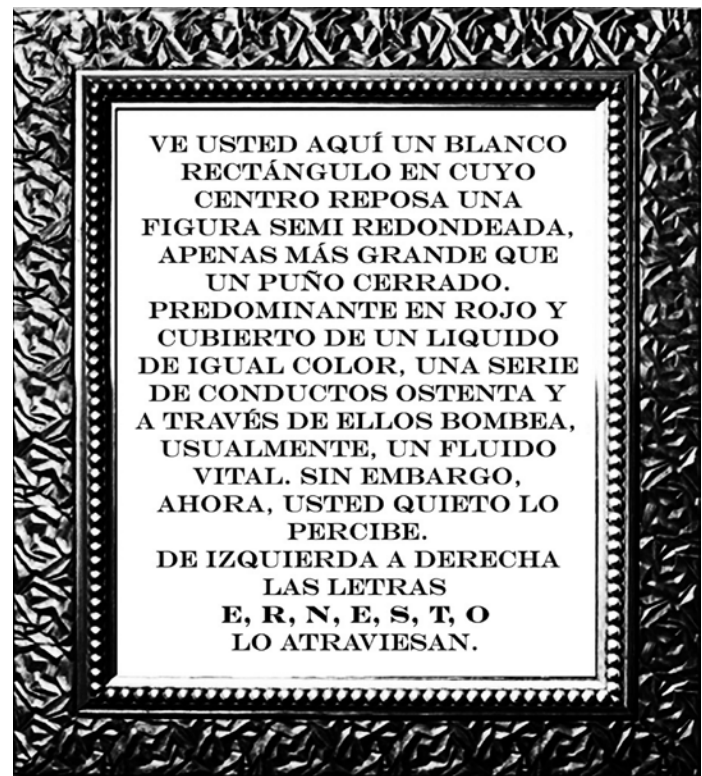 VE USTED AQUÍ UN BLANCO
RECTÁNGULO EN CUYO
CENTRO REPOSA UNA
FIGURA SEMI REDONDEADA,
APENAS MÁS GRANDE QUE
UN PUÑO CERRADO.
PREDOMINANTE EN ROJO Y
CUBIERTO DE UN LIQUIDO
DE IGUAL COLOR, UNA SERIE
DE CONDUCTOS OSTENTA Y
A TRAVÉS DE ELLOS BOMBEA,
USUALMENTE, UN FLUIDO
VITAL. SIN EMBARGO,
AHORA, USTED QUIETO LO
PERCIBE.
DE IZQUIERDA A DERECHA
LAS LETRAS
E, R, N, E, S, T, O
LO ATRAVIESAN.